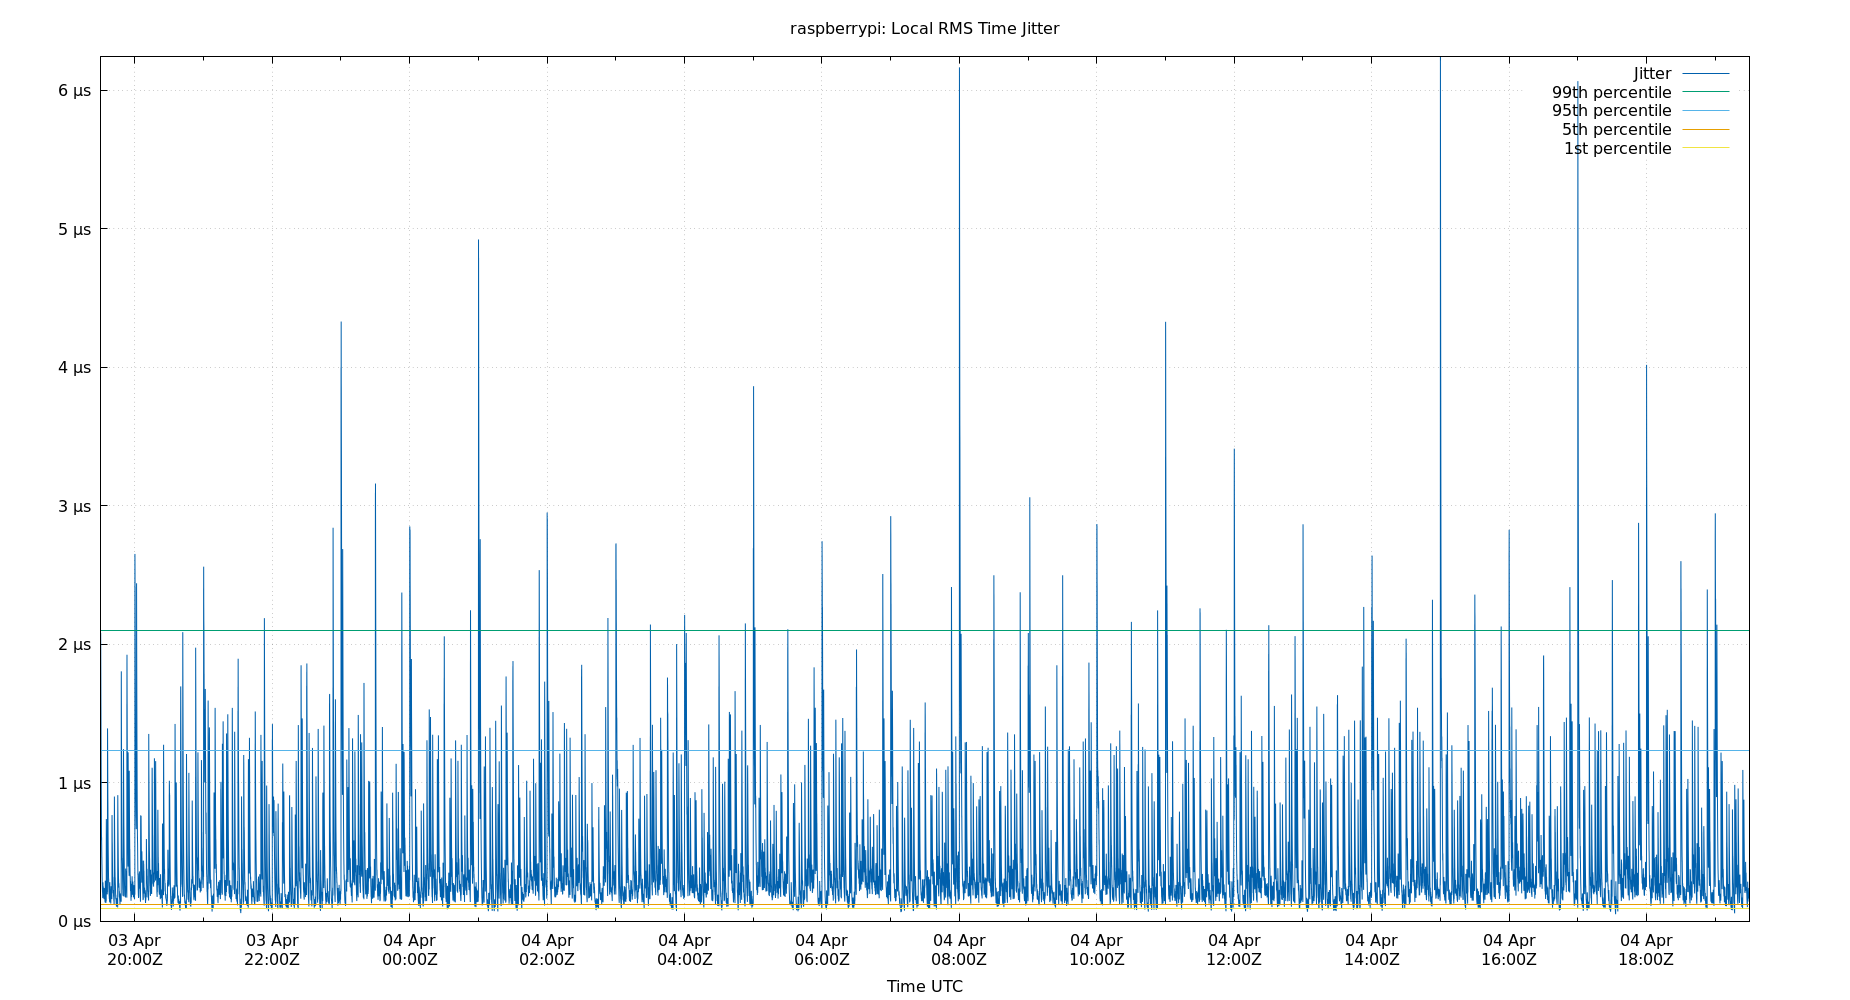 raspberrypi: Local RMS Time Jitter
Jitter
99th percentile
95th percentile
5th percentile
1st percentile
6 μs
5 μs
4 μs
3 μs
2 μs
1 μs
0 μs
03 Apr 03 Apr 04 Apr 04 Apr 04 Apr 04 Apr 04 Apr 04 Apr 04 Apr 04 Apr 04 Apr 04 Apr
20:00Z 22:00Z 00:00Z 02:00Z 04:00Z 06:00Z 08:00Z 10:00Z 12:00Z 14:00Z 16:00Z 18:00Z
Time UTC